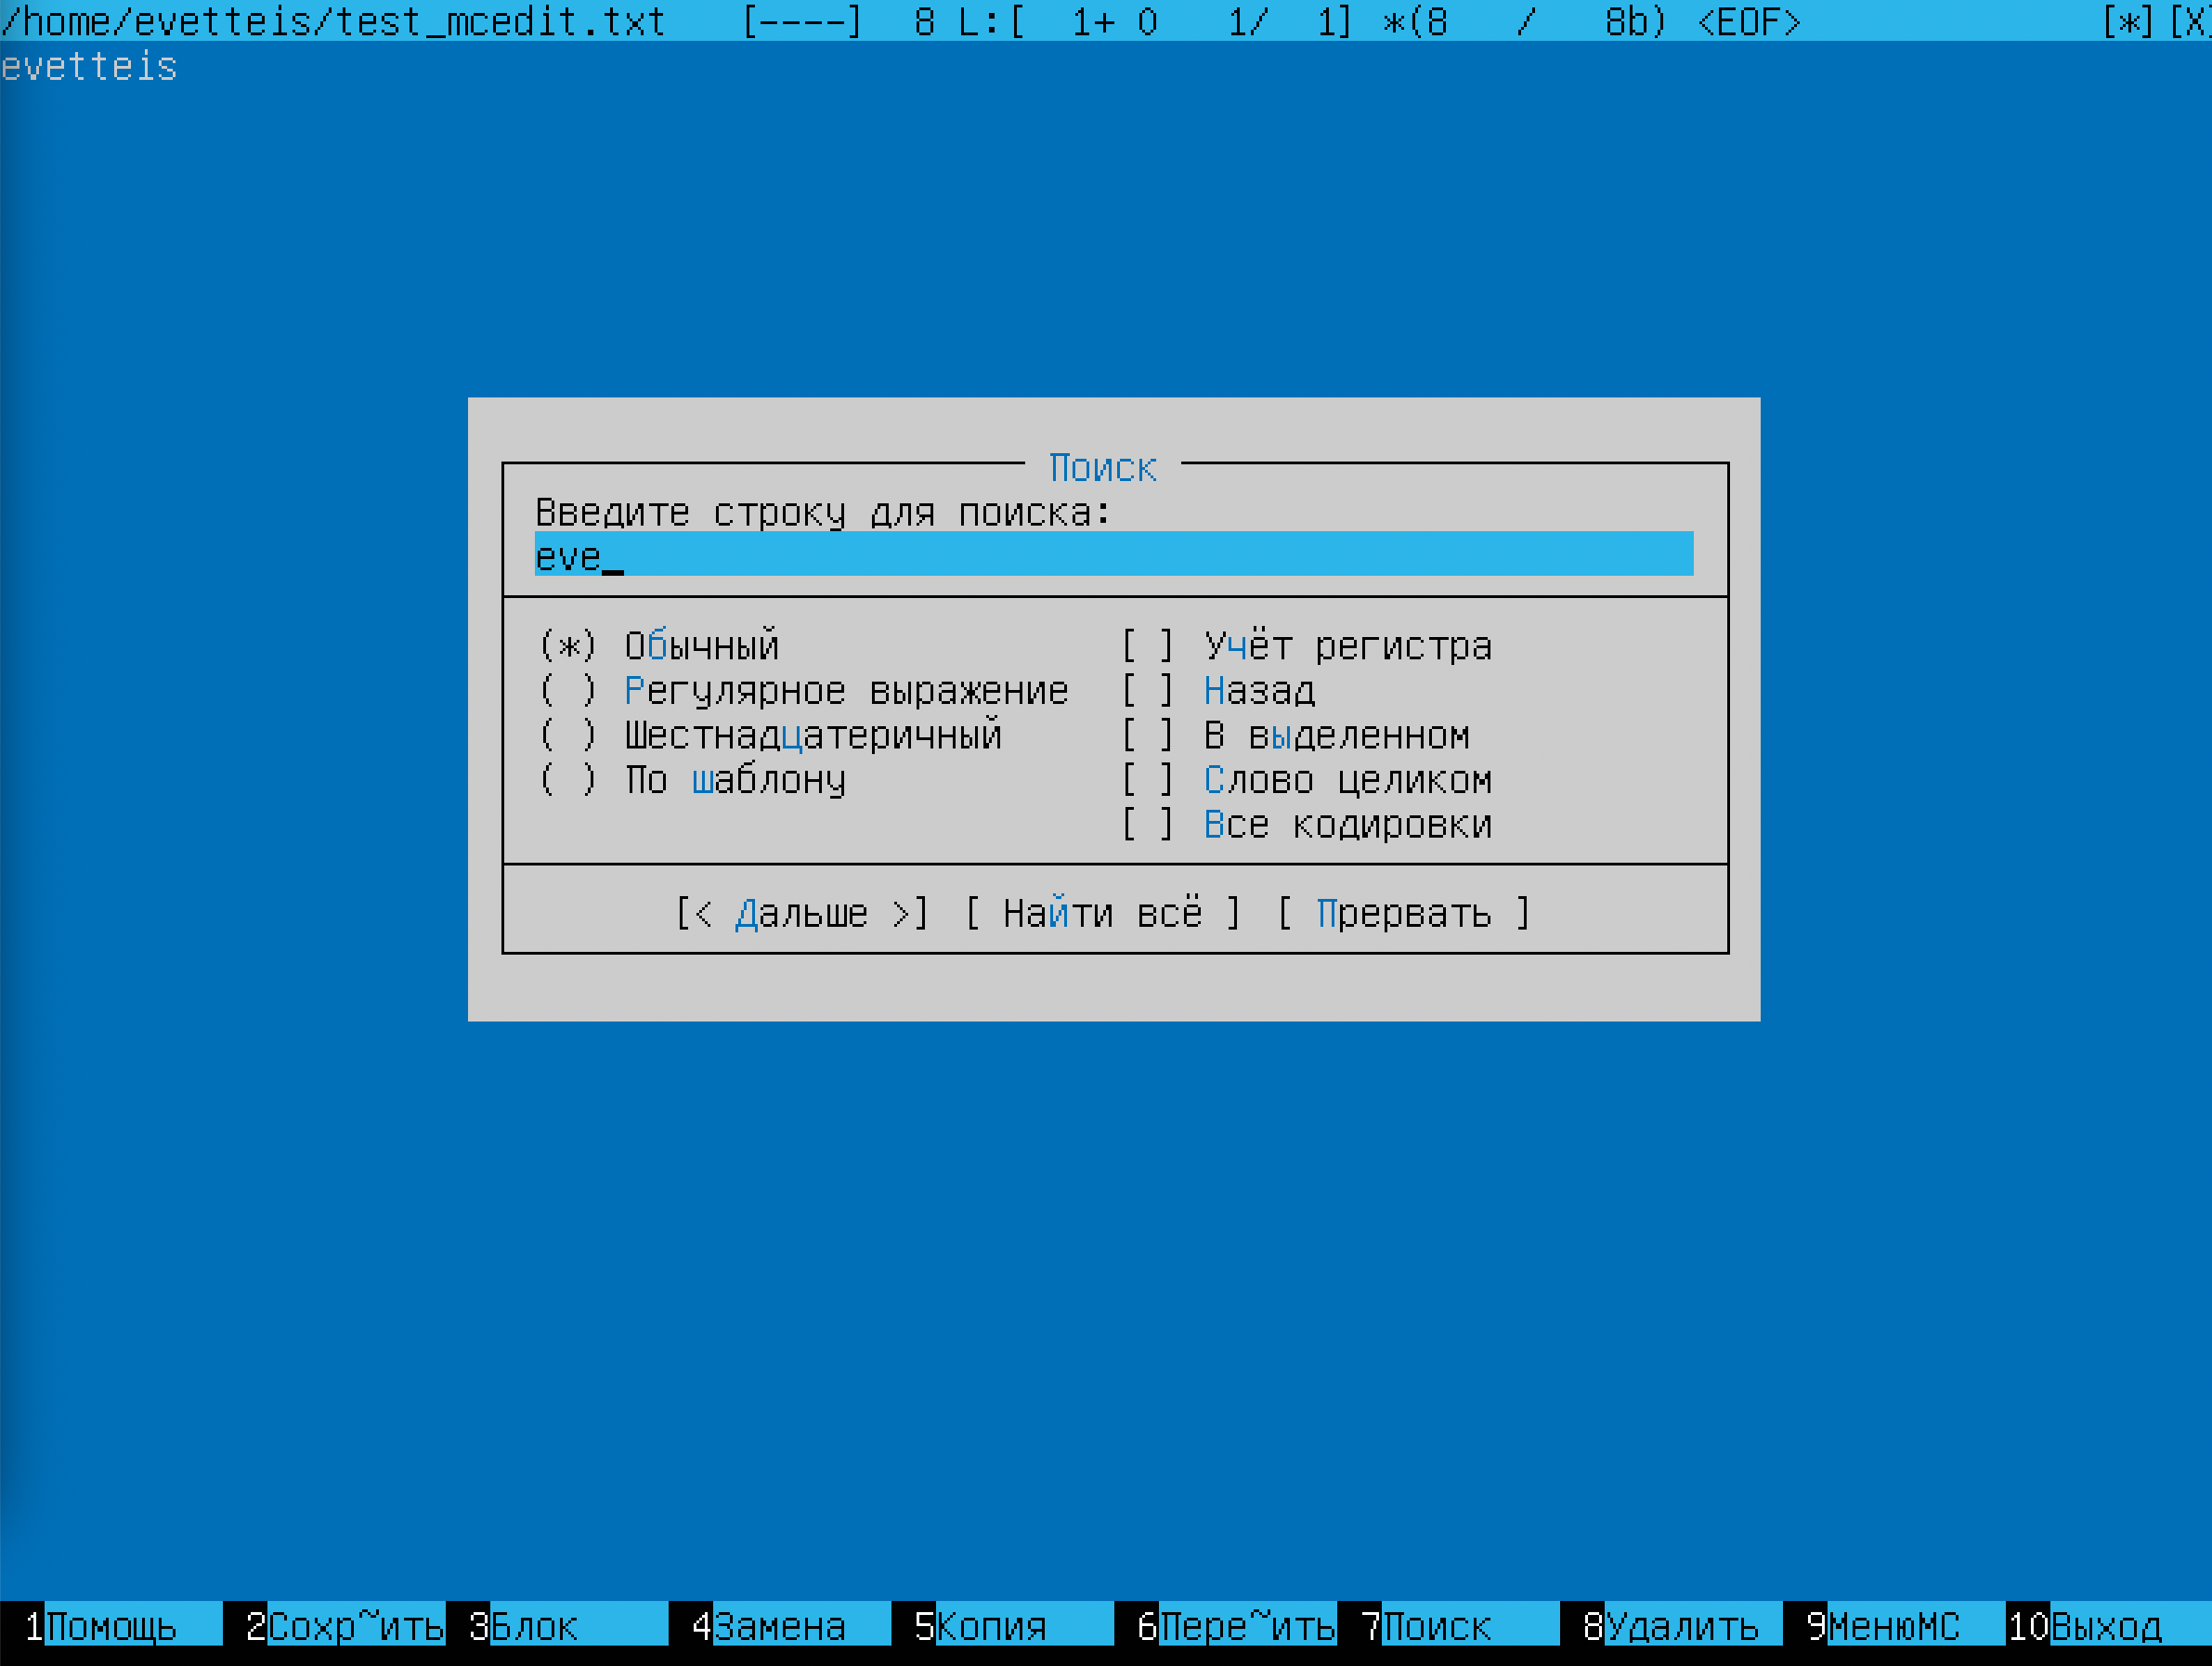 /home/evetteis/test_mcedit.txt [----] 8 L:[ 1+ 0 1/ 1] *(8 / 8b) <EOF> [*][X]
evetteis
Поиск
Введите строку для поиска:
eve_
(*) Обычный [ ] Учёт регистра
( ) Регулярное выражение [ ] Назад
( ) Шестнадцатеричный [ ] В выделенном
( ) По шаблону [ ] Слово целиком
[ ] Все кодировки
[< Дальше >] [ Найти всё ] [ Прервать ]
1Помощь 2Сохр~ить 3Блок 4Замена 5Копия 6Пере~ить 7Поиск 8Удалить 9МенюМС 10Выход